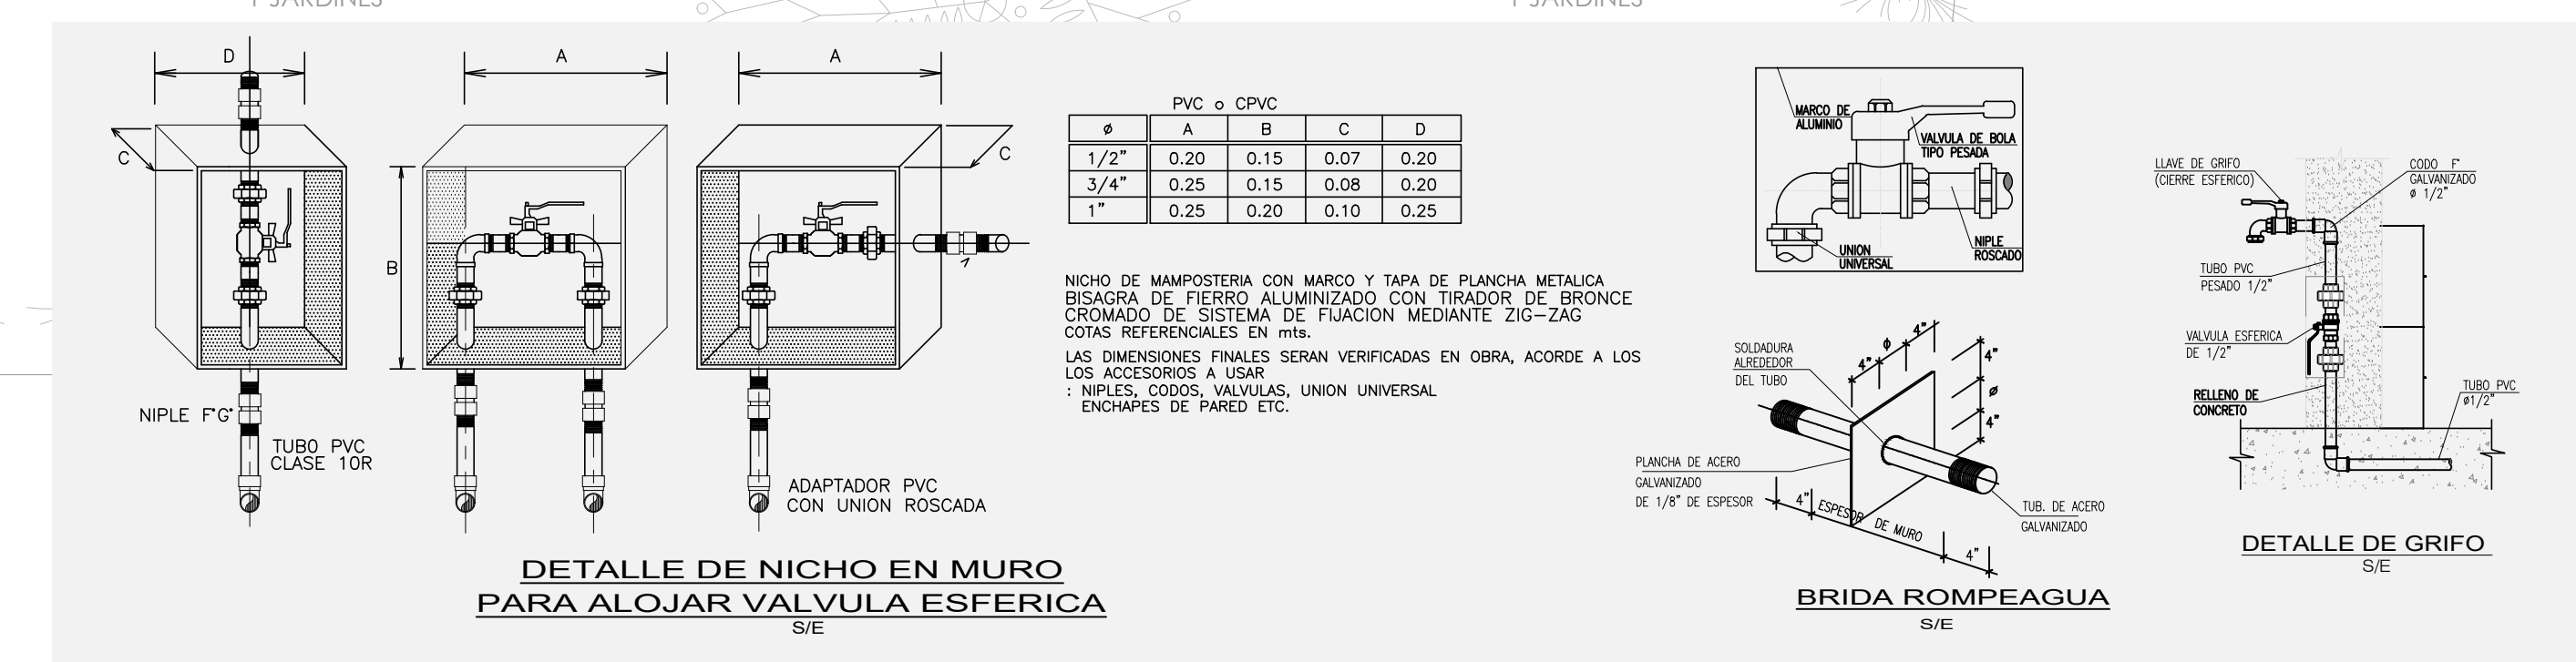 Y JARDINES
Y JARDINES
D
A
A
C
C
B
NIPLE F°G°
TUBO PVC
CLASE 10R
ADAPTADOR PVC
CON UNION ROSCADA
DETALLE DE NICHO EN MURO
PARA ALOJAR VALVULA ESFERICA
S/E
PVC o CPVC
ø A B C D
1/2" 0.20 0.15 0.07 0.20
3/4" 0.25 0.15 0.08 0.20
1" 0.25 0.20 0.10 0.25
NICHO DE MAMPOSTERIA CON MARCO Y TAPA DE PLANCHA METALICA
BISAGRA DE FIERRO ALUMINIZADO CON TIRADOR DE BRONCE
CROMADO DE SISTEMA DE FIJACION MEDIANTE ZIG-ZAG
COTAS REFERENCIALES EN mts.
LAS DIMENSIONES FINALES SERAN VERIFICADAS EN OBRA, ACORDE A LOS
LOS ACCESORIOS A USAR
: NIPLES, CODOS, VALVULAS, UNION UNIVERSAL
ENCHAPES DE PARED ETC.
MARCO DE
ALUMINIO
VALVULA DE BOLA
TIPO PESADA
UNION
UNIVERSAL
NIPLE
ROSCADO
SOLDADURA
ALREDEDOR
DEL TUBO
4" ø 4"
4"
ø
4"
PLANCHA DE ACERO
GALVANIZADO
DE 1/8" DE ESPESOR
4" ESPESOR DE MURO 4"
TUB. DE ACERO
GALVANIZADO
BRIDA ROMPEAGUA
S/E
LLAVE DE GRIFO
(CIERRE ESFERICO)
CODO F°
GALVANIZADO
ø 1/2"
TUBO PVC
PESADO 1/2"
VALVULA ESFERICA
DE 1/2"
RELLENO DE
CONCRETO
TUBO PVC
ø1/2"
DETALLE DE GRIFO
S/E